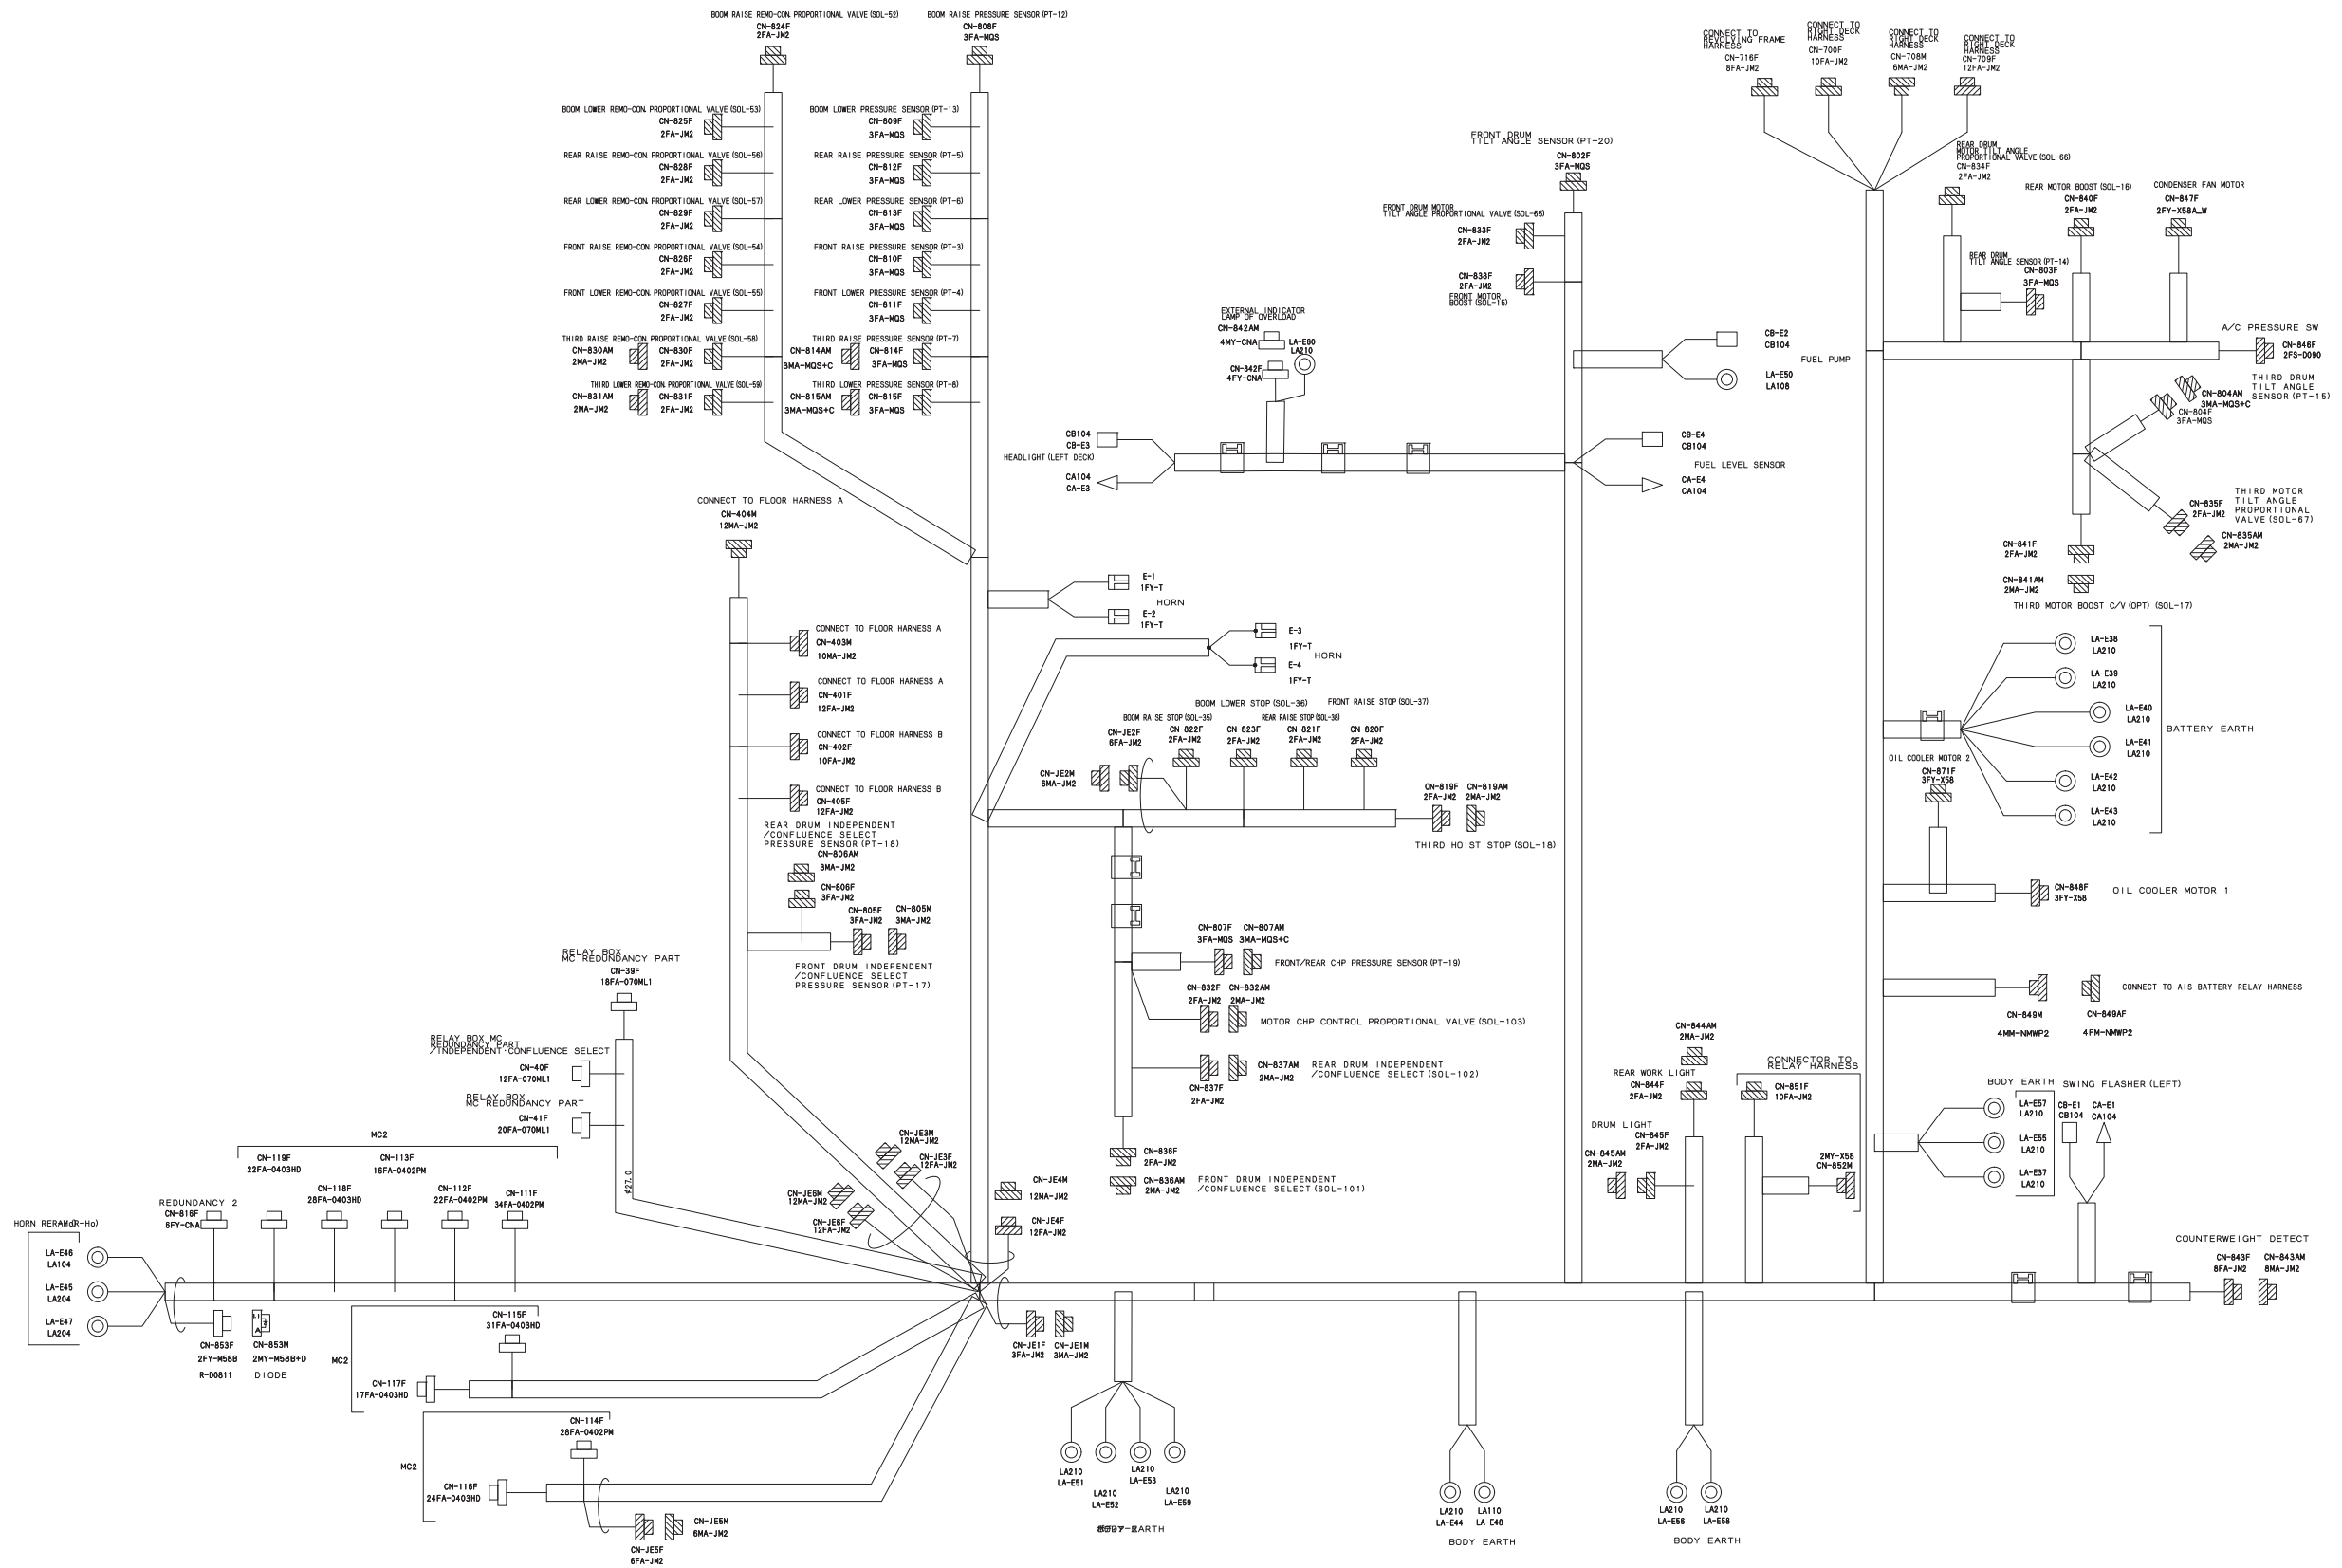 BOOM RAISE REMO-CON. PROPORTIONAL VALVE (SOL-52)
CN-824F
2FA-JM2
BOOM RAISE PRESSURE SENSOR (PT-12)
CN-808F
3FA-MQS
BOOM LOWER REMO-CON. PROPORTIONAL VALVE (SOL-53)
CN-825F
2FA-JM2
BOOM LOWER PRESSURE SENSOR (PT-13)
CN-809F
3FA-MQS
REAR RAISE REMO-CON. PROPORTIONAL VALVE (SOL-56)
CN-828F
2FA-JM2
REAR RAISE PRESSURE SENSOR (PT-5)
CN-812F
3FA-MQS
REAR LOWER REMO-CON. PROPORTIONAL VALVE (SOL-57)
CN-829F
2FA-JM2
REAR LOWER PRESSURE SENSOR (PT-6)
CN-813F
3FA-MQS
FRONT RAISE REMO-CON. PROPORTIONAL VALVE (SOL-54)
CN-826F
2FA-JM2
FRONT RAISE PRESSURE SENSOR (PT-3)
CN-810F
3FA-MQS
FRONT LOWER REMO-CON. PROPORTIONAL VALVE (SOL-55)
CN-827F
2FA-JM2
FRONT LOWER PRESSURE SENSOR (PT-4)
CN-811F
3FA-MQS
THIRD RAISE REMO-CON. PROPORTIONAL VALVE (SOL-58)
CN-830AM
2MA-JM2
CN-830F
2FA-JM2
THIRD RAISE PRESSURE SENSOR (PT-7)
CN-814AM
3MA-MQS+C
CN-814F
3FA-MQS
THIRD LOWER REMO-CON. PROPORTIONAL VALVE (SOL-59)
CN-831AM
2MA-JM2
CN-831F
2FA-JM2
THIRD LOWER PRESSURE SENSOR (PT-8)
CN-815AM
3MA-MQS+C
CN-815F
3FA-MQS
CONNECT TO
REVOLVING FRAME
HARNESS
CN-716F
8FA-JM2
CONNECT TO
RIGHT DECK
HARNESS
CN-700F
10FA-JM2
CONNECT TO
RIGHT DECK
HARNESS
CN-708M
6MA-JM2
CONNECT TO
RIGHT DECK
HARNESS
CN-709F
12FA-JM2
FRONT DRUM
TILT ANGLE SENSOR (PT-20)
CN-802F
3FA-MQS
FRONT DRUM MOTOR
TILT ANGLE PROPORTIONAL VALVE (SOL-65)
CN-833F
2FA-JM2
CN-838F
2FA-JM2
FRONT MOTOR
BOOST (SOL-15)
REAR DRUM
MOTOR TILT ANGLE
PROPORTIONAL VALVE (SOL-66)
CN-834F
2FA-JM2
REAR MOTOR BOOST (SOL-16)
CN-840F
2FA-JM2
CONDENSER FAN MOTOR
CN-847F
2FY-X58A_W
REAR DRUM
TILT ANGLE SENSOR (PT-14)
CN-803F
3FA-MQS
A/C PRESSURE SW
CN-846F
2FS-D090
EXTERNAL INDICATOR
LAMP OF OVERLOAD
CN-842AM
4MY-CNA
LA-E60
LA210
CN-842F
4FY-CNA
CB-E2
CB104
FUEL PUMP
LA-E50
LA108
THIRD DRUM
TILT ANGLE
SENSOR (PT-15)
CN-804AM
3MA-MQS+C
CN-804F
3FA-MQS
CB104
CB-E3
HEADLIGHT (LEFT DECK)
CA104
CA-E3
CB-E4
CB104
FUEL LEVEL SENSOR
CA-E4
CA104
THIRD MOTOR
TILT ANGLE
PROPORTIONAL
VALVE (SOL-67)
CN-835F
2FA-JM2
CN-835AM
2MA-JM2
CN-841F
2FA-JM2
CN-841AM
2MA-JM2
THIRD MOTOR BOOST C/V (OPT) (SOL-17)
CONNECT TO FLOOR HARNESS A
CN-404M
12MA-JM2
CONNECT TO FLOOR HARNESS A
CN-403M
10MA-JM2
CONNECT TO FLOOR HARNESS A
CN-401F
12FA-JM2
CONNECT TO FLOOR HARNESS B
CN-402F
10FA-JM2
CONNECT TO FLOOR HARNESS B
CN-405F
12FA-JM2
E-1
1FY-T
HORN
E-2
1FY-T
E-3
1FY-T
HORN
E-4
1FY-T
LA-E38
LA210
LA-E39
LA210
LA-E40
LA210
LA-E41
LA210
LA-E42
LA210
LA-E43
LA210
BATTERY EARTH
BOOM LOWER STOP (SOL-36)
FRONT RAISE STOP (SOL-37)
BOOM RAISE STOP (SOL-35)
REAR RAISE STOP (SOL-38)
CN-JE2F
6FA-JM2
CN-822F
2FA-JM2
CN-823F
2FA-JM2
CN-821F
2FA-JM2
CN-820F
2FA-JM2
CN-JE2M
6MA-JM2
CN-819F
2FA-JM2
CN-819AM
2MA-JM2
THIRD HOIST STOP (SOL-18)
OIL COOLER MOTOR 2
CN-871F
3FY-X58
CN-848F
3FY-X58
OIL COOLER MOTOR 1
REAR DRUM INDEPENDENT
/CONFLUENCE SELECT
PRESSURE SENSOR (PT-18)
CN-806AM
3MA-JM2
CN-806F
3FA-JM2
CN-805F
3FA-JM2
CN-805M
3MA-JM2
FRONT DRUM INDEPENDENT
/CONFLUENCE SELECT
PRESSURE SENSOR (PT-17)
CN-807F
3FA-MQS
CN-807AM
3MA-MQS+C
FRONT/REAR CHP PRESSURE SENSOR (PT-19)
CN-832F
2FA-JM2
CN-832AM
2MA-JM2
MOTOR CHP CONTROL PROPORTIONAL VALVE (SOL-103)
CN-837AM
2MA-JM2
REAR DRUM INDEPENDENT
/CONFLUENCE SELECT (SOL-102)
CN-837F
2FA-JM2
CN-836F
2FA-JM2
CN-836AM
2MA-JM2
FRONT DRUM INDEPENDENT
/CONFLUENCE SELECT (SOL-101)
CONNECT TO AIS BATTERY RELAY HARNESS
CN-849M
4MM-NMWP2
CN-849AF
4FM-NMWP2
RELAY BOX
MC REDUNDANCY PART
CN-39F
18FA-070ML1
RELAY BOX MC
REDUNDANCY PART
/INDEPENDENT·CONFLUENCE SELECT
CN-40F
12FA-070ML1
RELAY BOX
MC REDUNDANCY PART
CN-41F
20FA-070ML1
φ27.0
CN-844AM
2MA-JM2
REAR WORK LIGHT
CN-844F
2FA-JM2
CONNECTOR TO
RELAY HARNESS
CN-851F
10FA-JM2
2MY-X58
CN-852M
DRUM LIGHT
CN-845AM
2MA-JM2
CN-845F
2FA-JM2
BODY EARTH
LA-E57
LA210
LA-E55
LA210
LA-E37
LA210
SWING FLASHER (LEFT)
CB-E1
CB104
CA-E1
CA104
COUNTERWEIGHT DETECT
CN-843F
8FA-JM2
CN-843AM
8MA-JM2
MC2
CN-119F
22FA-0403HD
CN-113F
16FA-0402PM
CN-118F
28FA-0403HD
CN-112F
22FA-0402PM
CN-111F
34FA-0402PM
REDUNDANCY 2
CN-816F
6FY-CNA
LA-E46
LA104
LA-E45
LA204
LA-E47
LA204
CN-853F
2FY-M58B
R-D0811
CN-853M
2MY-M58B+D
DIODE
CN-JE3M
12MA-JM2
CN-JE3F
12FA-JM2
CN-JE6M
12MA-JM2
CN-JE6F
12FA-JM2
CN-JE4M
12MA-JM2
CN-JE4F
12FA-JM2
CN-JE1F
3FA-JM2
CN-JE1M
3MA-JM2
CN-115F
31FA-0403HD
MC2
CN-117F
17FA-0403HD
CN-114F
28FA-0402PM
MC2
CN-116F
24FA-0403HD
CN-JE5M
6MA-JM2
CN-JE5F
6FA-JM2
LA210
LA-E51
LA210
LA-E52
LA210
LA-E53
LA210
LA-E59
EARTH
LA210
LA-E44
LA110
LA-E48
BODY EARTH
LA210
LA-E56
LA210
LA-E58
BODY EARTH